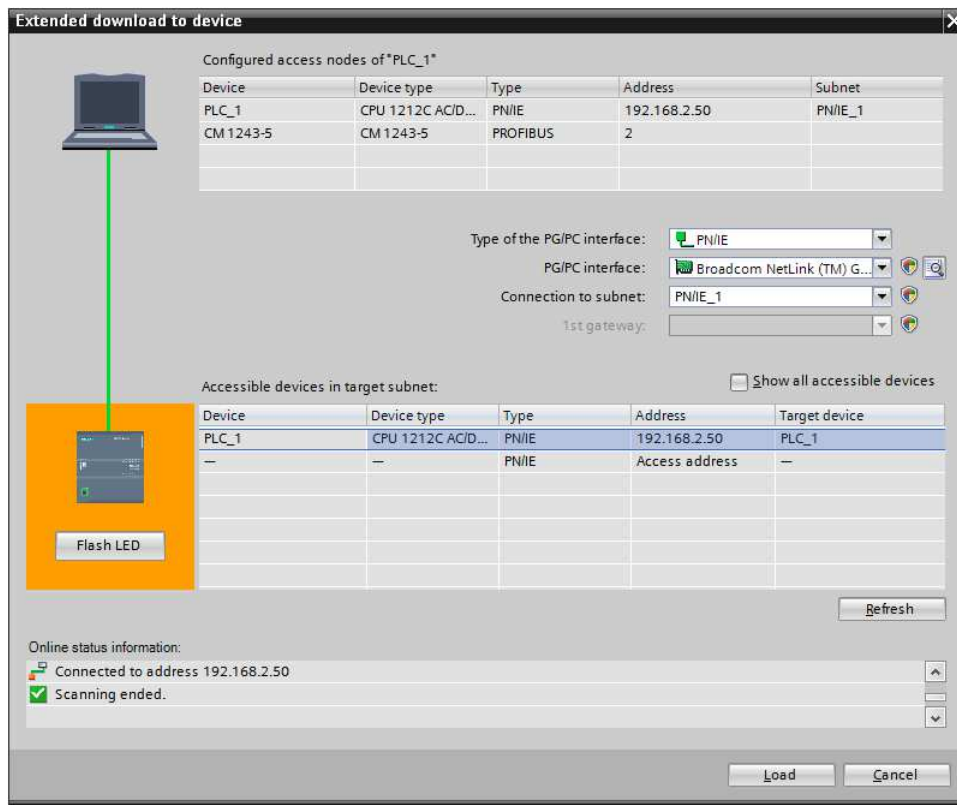 Extended download to device
Configured access nodes of "PLC_1"
Device Device type Type Address Subnet
PLC_1 CPU 1212C AC/D... PN/IE 192.168.2.50 PN/IE_1
CM 1243-5 CM 1243-5 PROFIBUS 2
Type of the PG/PC interface: PN/IE
PG/PC interface: Broadcom NetLink (TM) G...
Connection to subnet: PN/IE_1
1st gateway:
Accessible devices in target subnet: Show all accessible devices
Device Device type Type Address Target device
PLC_1 CPU 1212C AC/D... PN/IE 192.168.2.50 PLC_1
— — PN/IE Access address —
Flash LED
Refresh
Online status information:
Connected to address 192.168.2.50
Scanning ended.
Load Cancel